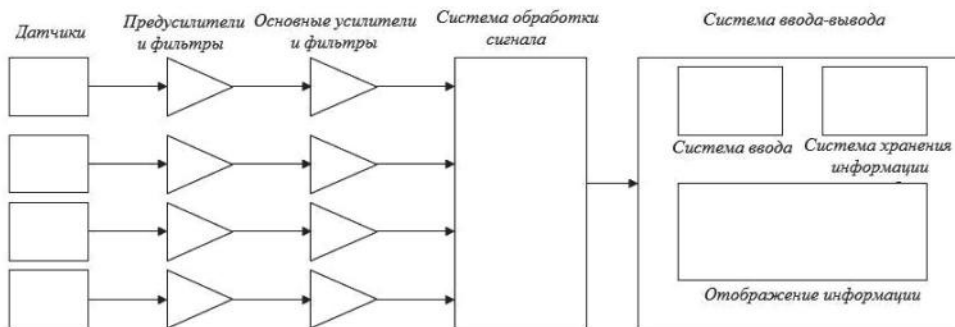 Датчики
Предусилители
и фильтры
Основные усилители
и фильтры
Система обработки
сигнала
Система ввода-вывода
Система ввода
Система хранения
информации
Отображение информации